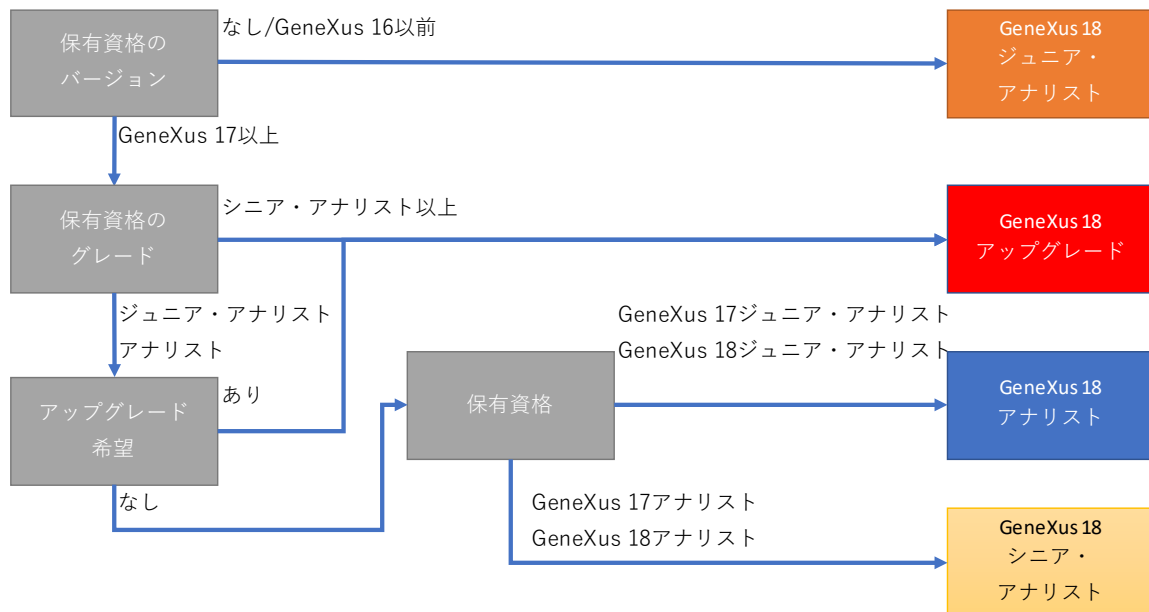 なし/GeneXus 16以前
保有資格の
バージョン
GeneXus 18
ジュニア・
アナリスト
GeneXus 17以上
シニア・アナリスト以上
保有資格の
グレード
GeneXus 18
アップグレード
ジュニア・アナリスト
アナリスト
GeneXus 17ジュニア・アナリスト
GeneXus 18ジュニア・アナリスト
アップグレード
希望
あり
保有資格
GeneXus 18
アナリスト
なし
GeneXus 17アナリスト
GeneXus 18アナリスト
GeneXus 18
シニア・
アナリスト